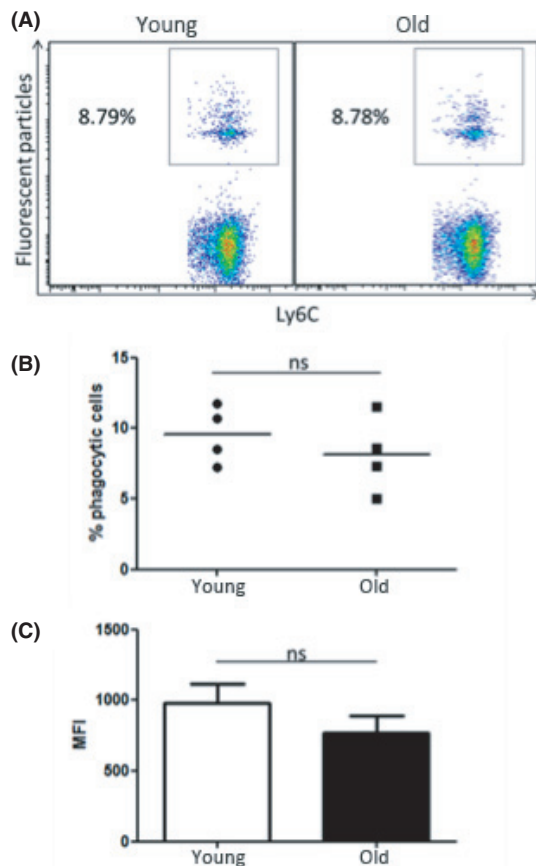 (A)
Young Old
Fluorescent particles
8.79%
8.78%
Ly6C
(B)
% phagocytic cells
15
10
5
0
ns
Young Old
(C)
MFI
1500
1000
500
0
ns
Young Old